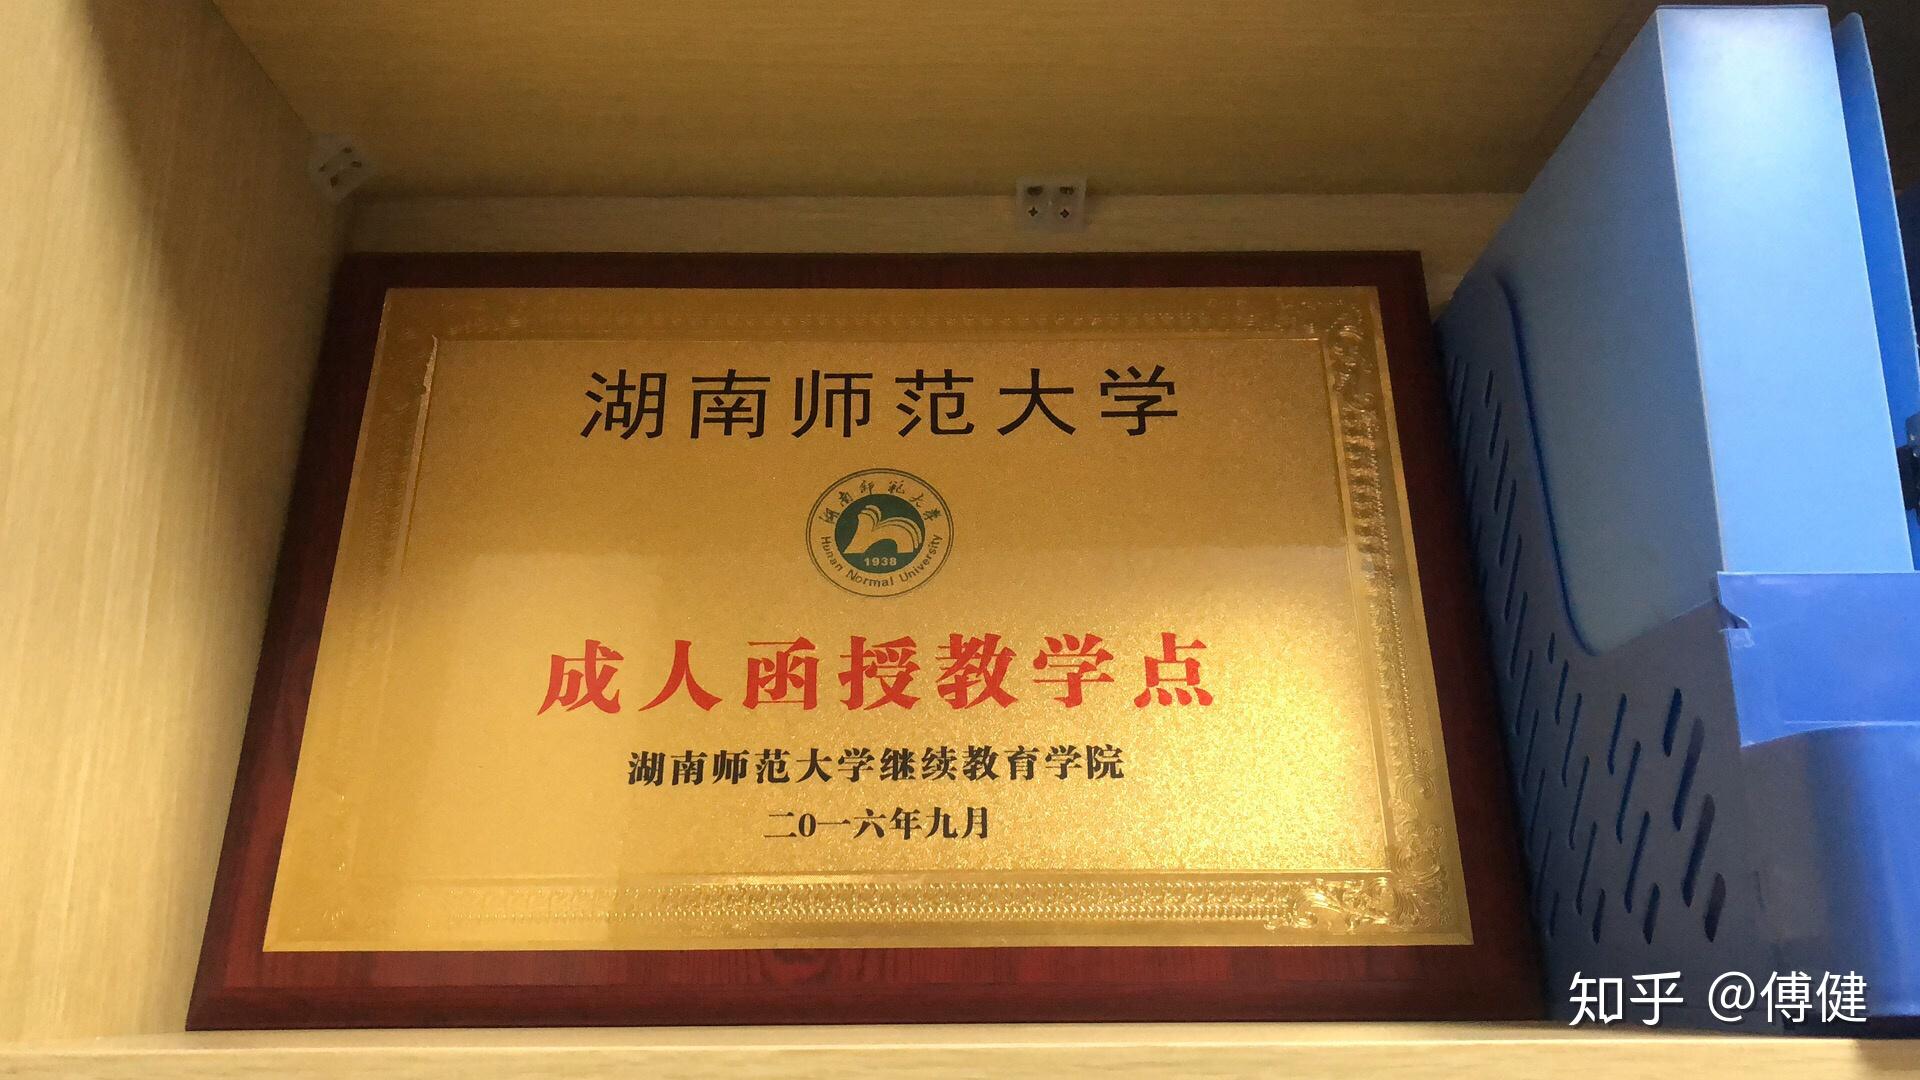 湖南师范大学
湖南师范大学
1938
Hunan Normal University
成人函授教学点
湖南师范大学继续教育学院
二0一六年九月
知乎 @傅健